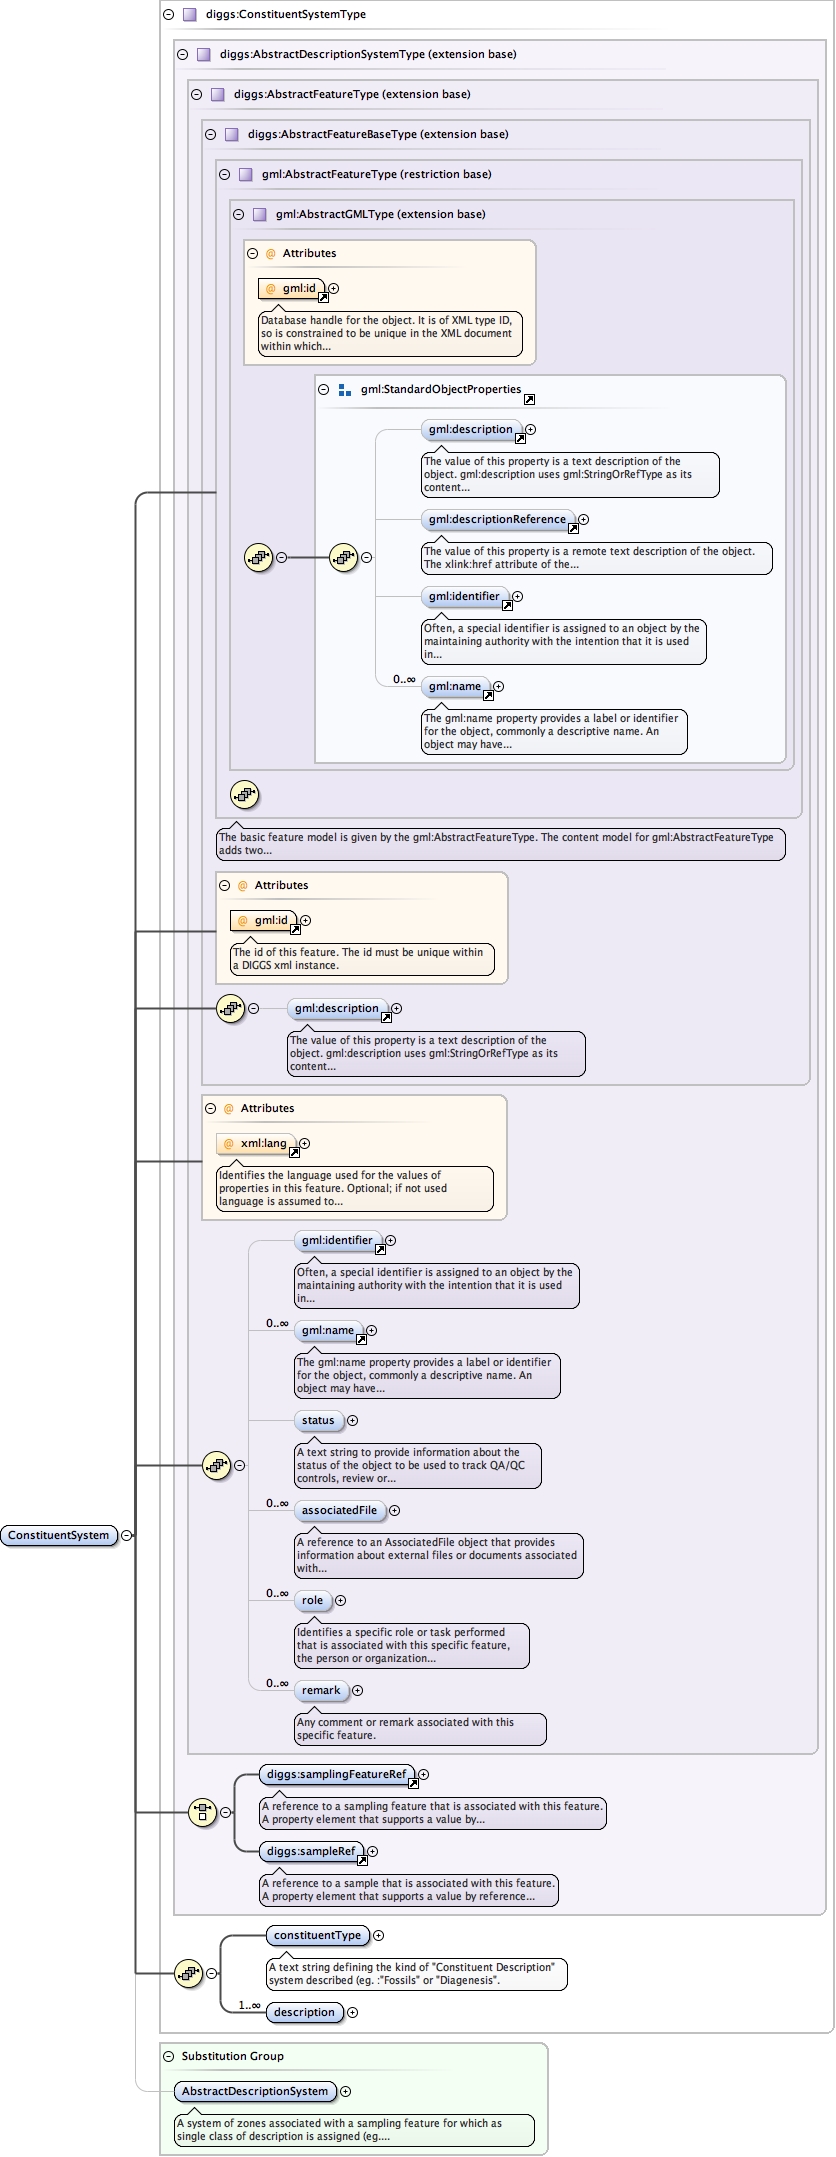 diggs:ConstituentSystemType
diggs:AbstractDescriptionSystemType (extension base)
diggs:AbstractFeatureType (extension base)
diggs:AbstractFeatureBaseType (extension base)
gml:AbstractFeatureType (restriction base)
gml:AbstractGMLType (extension base)
@ Attributes
@ gml:id
Database handle for the object. It is of XML type ID,
so is constrained to be unique in the XML document
within which...
gml:StandardObjectProperties
gml:description
The value of this property is a text description of the
object. gml:description uses gml:StringOrRefType as its
content...
gml:descriptionReference
The value of this property is a remote text description of the object.
The xlink:href attribute of the...
gml:identifier
Often, a special identifier is assigned to an object by the
maintaining authority with the intention that it is used
in...
0..∞
gml:name
The gml:name property provides a label or identifier
for the object, commonly a descriptive name. An
object may have...
The basic feature model is given by the gml:AbstractFeatureType. The content model for gml:AbstractFeatureType
adds two...
@ Attributes
@ gml:id
The id of this feature. The id must be unique within
a DIGGS xml instance.
gml:description
The value of this property is a text description of the
object. gml:description uses gml:StringOrRefType as its
content...
@ Attributes
@ xml:lang
Identifies the language used for the values of
properties in this feature. Optional; if not used
language is assumed to...
gml:identifier
Often, a special identifier is assigned to an object by the
maintaining authority with the intention that it is used
in...
0..∞
gml:name
The gml:name property provides a label or identifier
for the object, commonly a descriptive name. An
object may have...
status
A text string to provide information about the
status of the object to be used to track QA/QC
controls, review or...
0..∞
associatedFile
A reference to an AssociatedFile object that provides
information about external files or documents associated
with...
0..∞
role
Identifies a specific role or task performed
that is associated with this specific feature,
the person or organization...
0..∞
remark
Any comment or remark associated with this
specific feature.
ConstituentSystem
diggs:samplingFeatureRef
A reference to a sampling feature that is associated with this feature.
A property element that supports a value by...
diggs:sampleRef
A reference to a sample that is associated with this feature.
A property element that supports a value by reference...
constituentType
A text string defining the kind of "Constituent Description"
system described (eg. :"Fossils" or "Diagenesis".
1..∞
description
Substitution Group
AbstractDescriptionSystem
A system of zones associated with a sampling feature for which as
single class of description is assigned (eg....